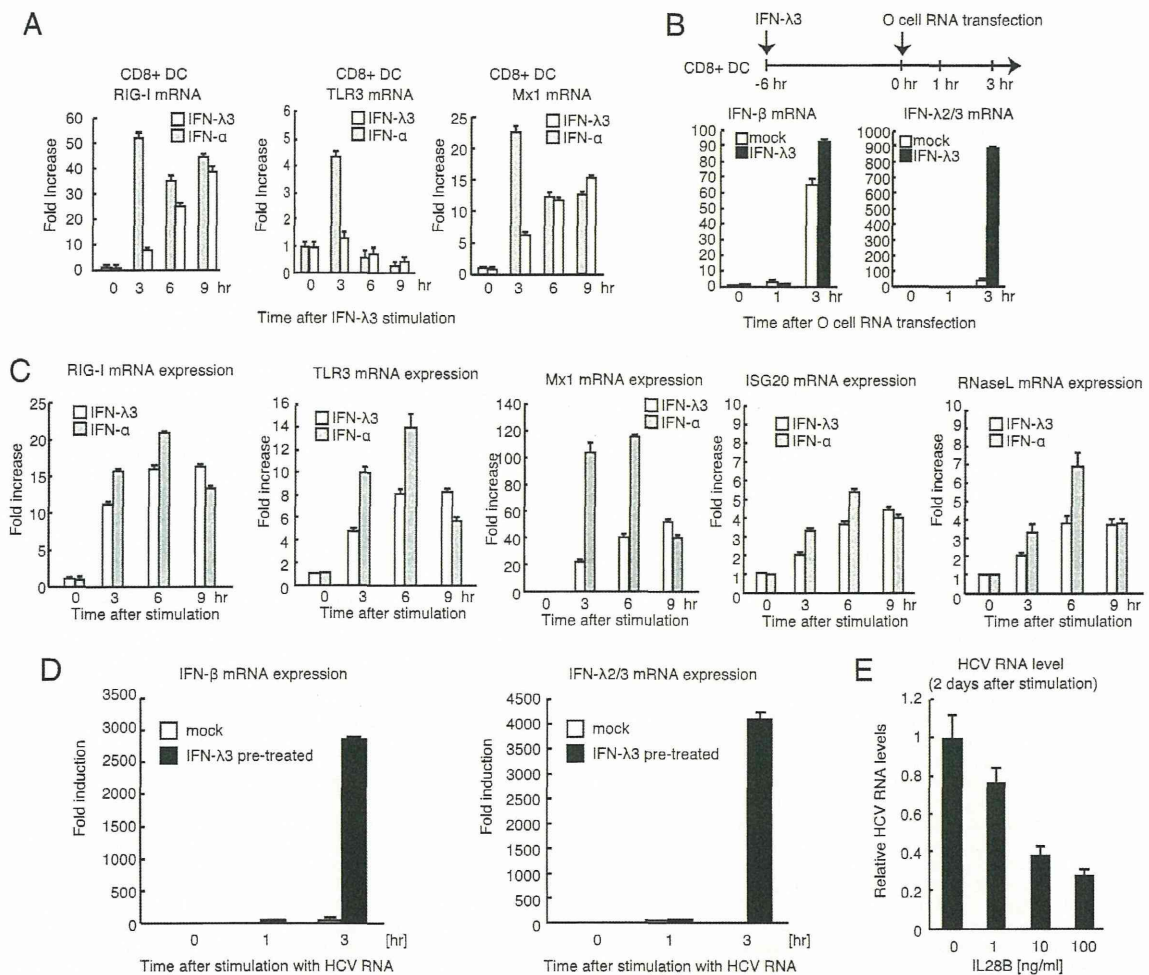 A
CD8+ DC
RIG-I mRNA
IFN-λ3
IFN-α
Fold Increase
60
50
40
30
20
10
0
0 3 6 9 hr
CD8+ DC
TLR3 mRNA
IFN-λ3
IFN-α
Fold Increase
6
5
4
3
2
1
0
0 3 6 9 hr
CD8+ DC
Mx1 mRNA
IFN-λ3
IFN-α
Fold Increase
25
20
15
10
5
0
0 3 6 9 hr
Time after IFN-λ3 stimulation
B
IFN-λ3
O cell RNA transfection
CD8+ DC
-6 hr 0 hr 1 hr 3 hr
IFN-β mRNA
mock
IFN-λ3
100
90
80
70
60
50
40
30
20
10
0
0 1 3 hr
IFN-λ2/3 mRNA
mock
IFN-λ3
1000
900
800
700
600
500
400
300
200
100
0
0 1 3 hr
Time after O cell RNA transfection
C
RIG-I mRNA expression
IFN-λ3
IFN-α
Fold increase
25
20
15
10
5
0
0 3 6 9 hr
Time after stimulation
TLR3 mRNA expression
IFN-λ3
IFN-α
Fold increase
16
14
12
10
8
6
4
2
0
0 3 6 9 hr
Time after stimulation
Mx1 mRNA expression
IFN-λ3
IFN-α
Fold increase
140
120
100
80
60
40
20
0
0 3 6 9 hr
Time after stimulation
ISG20 mRNA expression
IFN-λ3
IFN-α
Fold increase
10
9
8
7
6
5
4
3
2
1
0
0 3 6 9 hr
Time after stimulation
RNaseL mRNA expression
IFN-λ3
IFN-α
Fold increase
10
9
8
7
6
5
4
3
2
1
0
0 3 6 9 hr
Time after stimulation
D
IFN-β mRNA expression
mock
IFN-λ3 pre-treated
Fold induction
3500
3000
2500
2000
1500
1000
500
0
0 1 3 [hr]
Time after stimulation with HCV RNA
IFN-λ2/3 mRNA expression
mock
IFN-λ3 pre-treated
Fold induction
4500
4000
3500
3000
2500
2000
1500
1000
500
0
0 1 3 [hr]
Time after stimulation with HCV RNA
E
HCV RNA level
(2 days after stimulation)
Relative HCV RNA levels
1.2
1
0.8
0.6
0.4
0.2
0
0 1 10 100
IL28B [ng/ml]